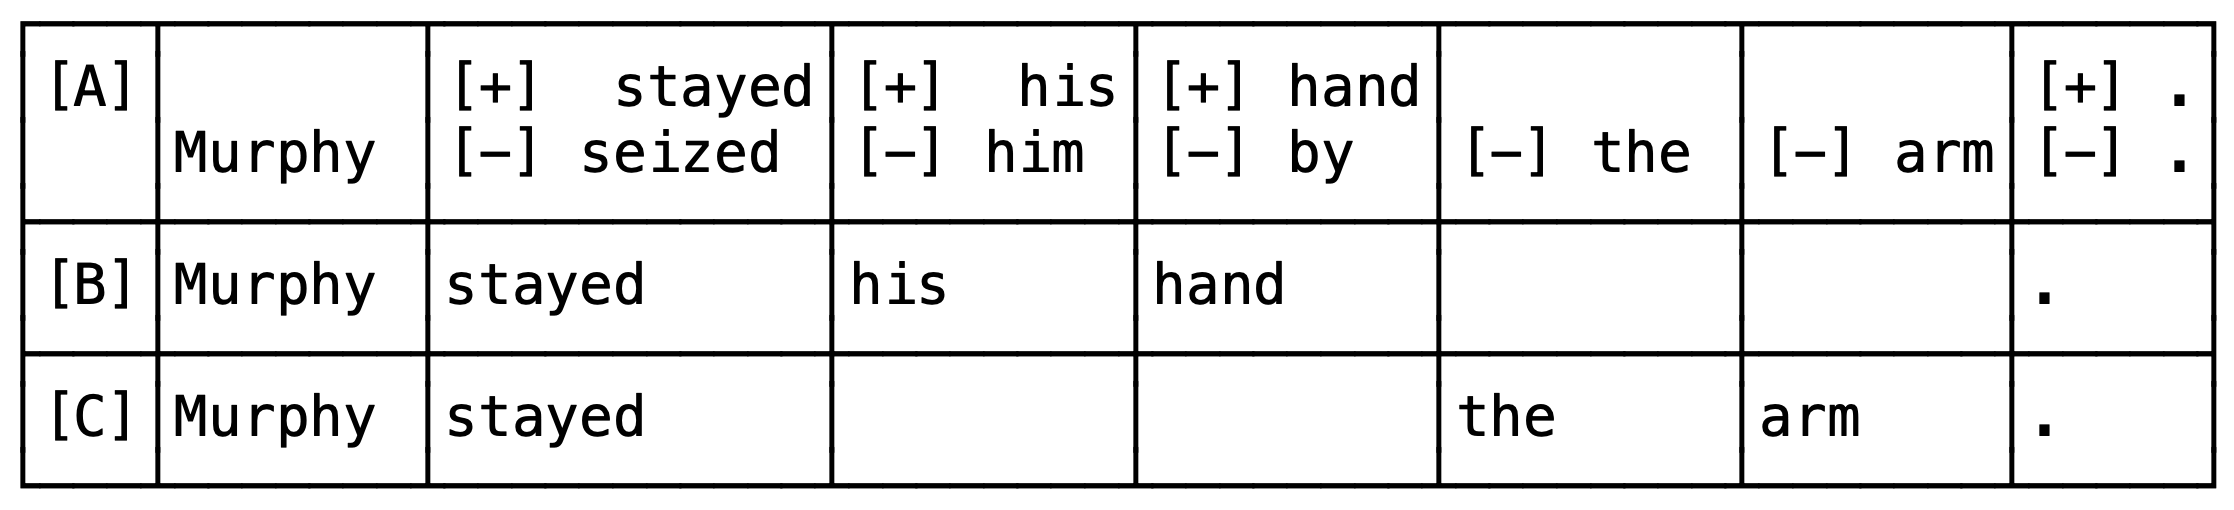 [A] [+] stayed [+] his [+] hand [+] .
Murphy [−] seized [−] him [−] by [−] the [−] arm [−] .
[B] Murphy stayed his hand .
[C] Murphy stayed the arm .